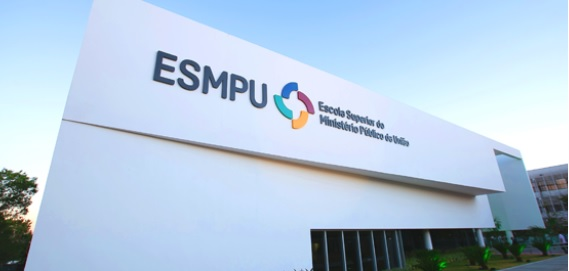 ESMPU
Escola Superior do
Ministério Público da União